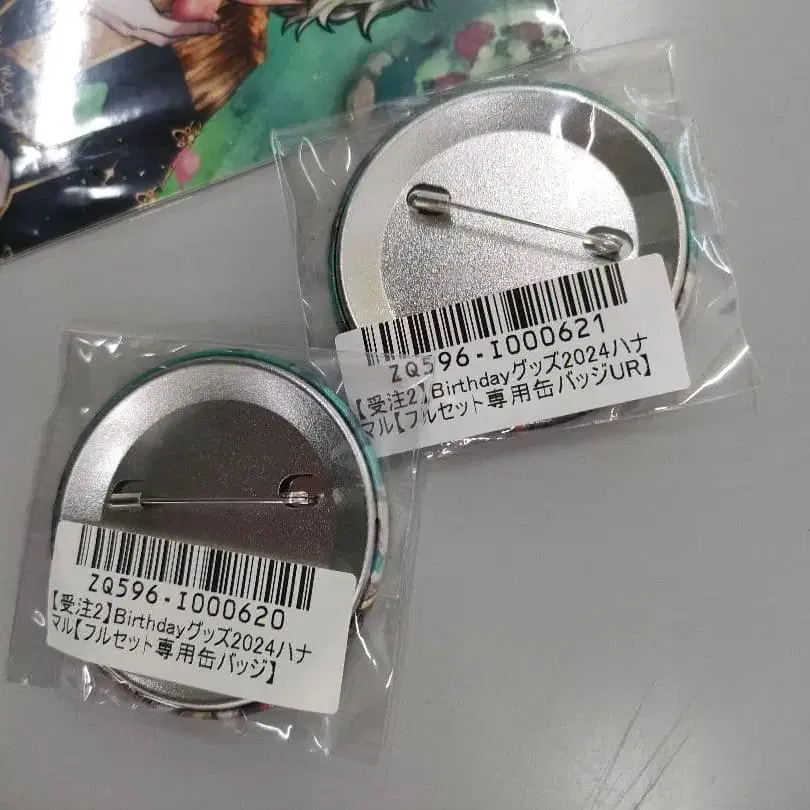 ZQ596-I000621
【受注2】Birthdayグッズ2024ハナ
マル【フルセット専用缶バッジUR】
ZQ596-I000620
【受注2】Birthdayグッズ2024ハナ
マル【フルセット専用缶バッジ】